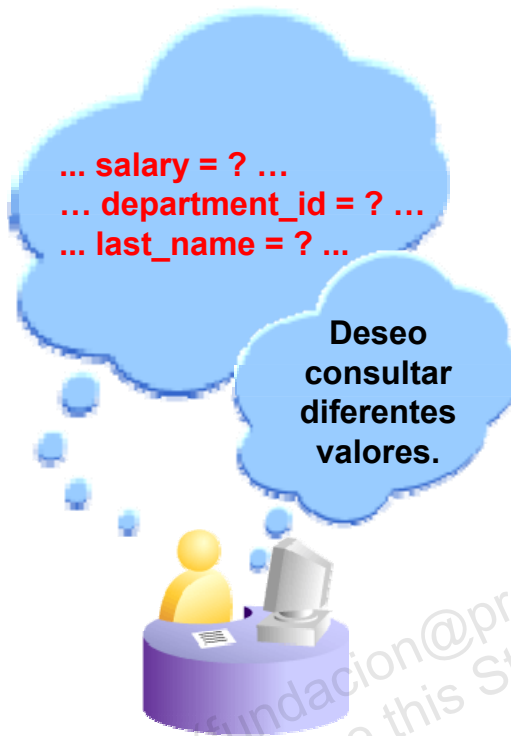 ... salary = ? …
… department_id = ? …
... last_name = ? ...
Deseo
consultar
diferentes
valores.